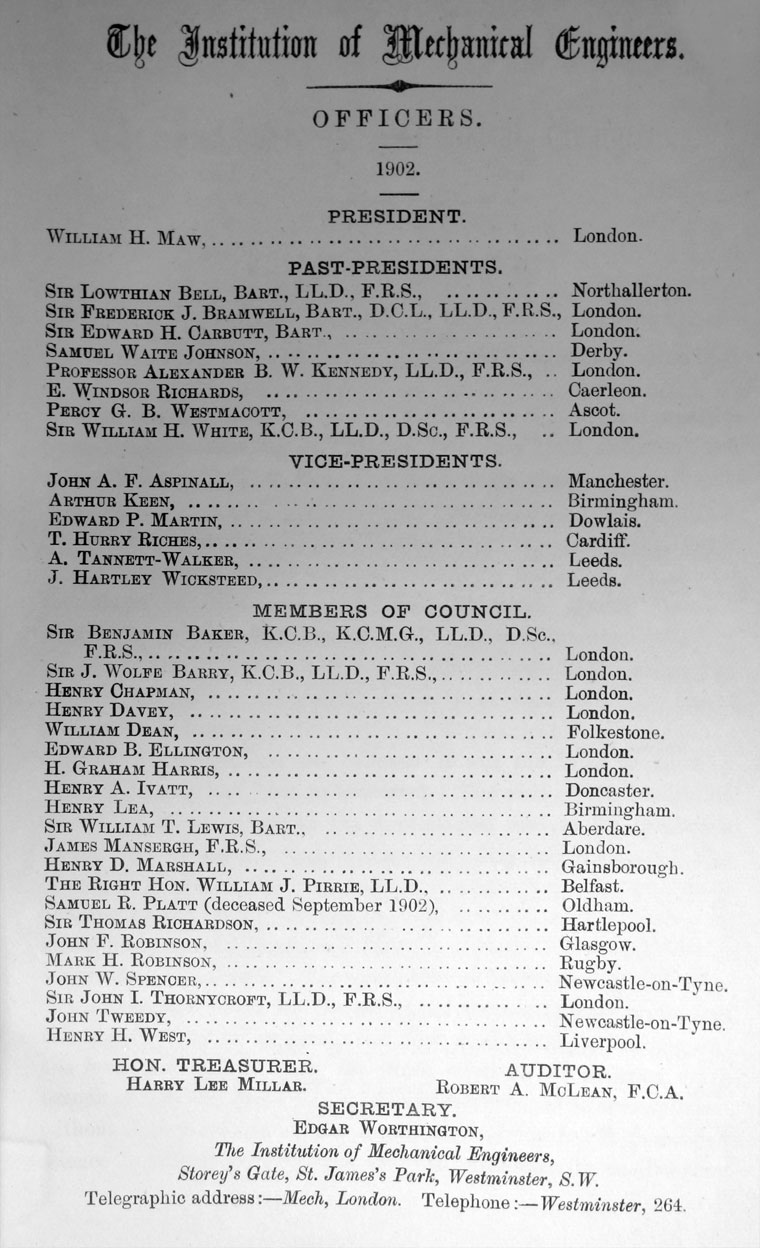 The Institution of Mechanical Engineers.
OFFICERS.
1902.
PRESIDENT.
WILLIAM H. MAW, London.
PAST-PRESIDENTS.
SIR LOWTHIAN BELL, BART., LL.D., F.R.S., Northallerton.
SIR FREDERICK J. BRAMWELL, BART., D.C.L., LL.D., F.R.S., London.
SIR EDWARD H. CARBUTT, BART., London.
SAMUEL WAITE JOHNSON, Derby.
PROFESSOR ALEXANDER B. W. KENNEDY, LL.D., F.R.S., London.
E. WINDSOR RICHARDS, Caerleon.
PERCY G. B. WESTMACOTT, Ascot.
SIR WILLIAM H. WHITE, K.C.B., LL.D., D.Sc., F.R.S., London.
VICE-PRESIDENTS.
JOHN A. F. ASPINALL, Manchester.
ARTHUR KEEN, Birmingham.
EDWARD P. MARTIN, Dowlais.
T. HURRY RICHES, Cardiff.
A. TANNETT-WALKER, Leeds.
J. HARTLEY WICKSTEED, Leeds.
MEMBERS OF COUNCIL.
SIR BENJAMIN BAKER, K.C.B., K.C.M.G., LL.D., D.Sc.,
F.R.S., London.
SIR J. WOLFE BARRY, K.C.B., LL.D., F.R.S., London.
HENRY CHAPMAN, London.
HENRY DAVEY, London.
WILLIAM DEAN, Folkestone.
EDWARD B. ELLINGTON, London.
H. GRAHAM HARRIS, London.
HENRY A. IVATT, Doncaster.
HENRY LEA, Birmingham.
SIR WILLIAM T. LEWIS, BART., Aberdare.
JAMES MANSERGH, F.R.S., London.
HENRY D. MARSHALL, Gainsborough.
THE RIGHT HON. WILLIAM J. PIRRIE, LL.D., Belfast.
SAMUEL R. PLATT (deceased September 1902), Oldham.
SIR THOMAS RICHARDSON, Hartlepool.
JOHN F. ROBINSON, Glasgow.
MARK H. ROBINSON, Rugby.
JOHN W. SPENCER, Newcastle-on-Tyne.
SIR JOHN I. THORNYCROFT, LL.D., F.R.S., London.
JOHN TWEEDY, Newcastle-on-Tyne.
HENRY H. WEST, Liverpool.
HON. TREASURER. AUDITOR.
HARRY LEE MILLAR. ROBERT A. MCLEAN, F.C.A.
SECRETARY.
EDGAR WORTHINGTON,
The Institution of Mechanical Engineers,
Storey's Gate, St. James's Park, Westminster, S.W.
Telegraphic address:—Mech, London. Telephone:—Westminster, 264.